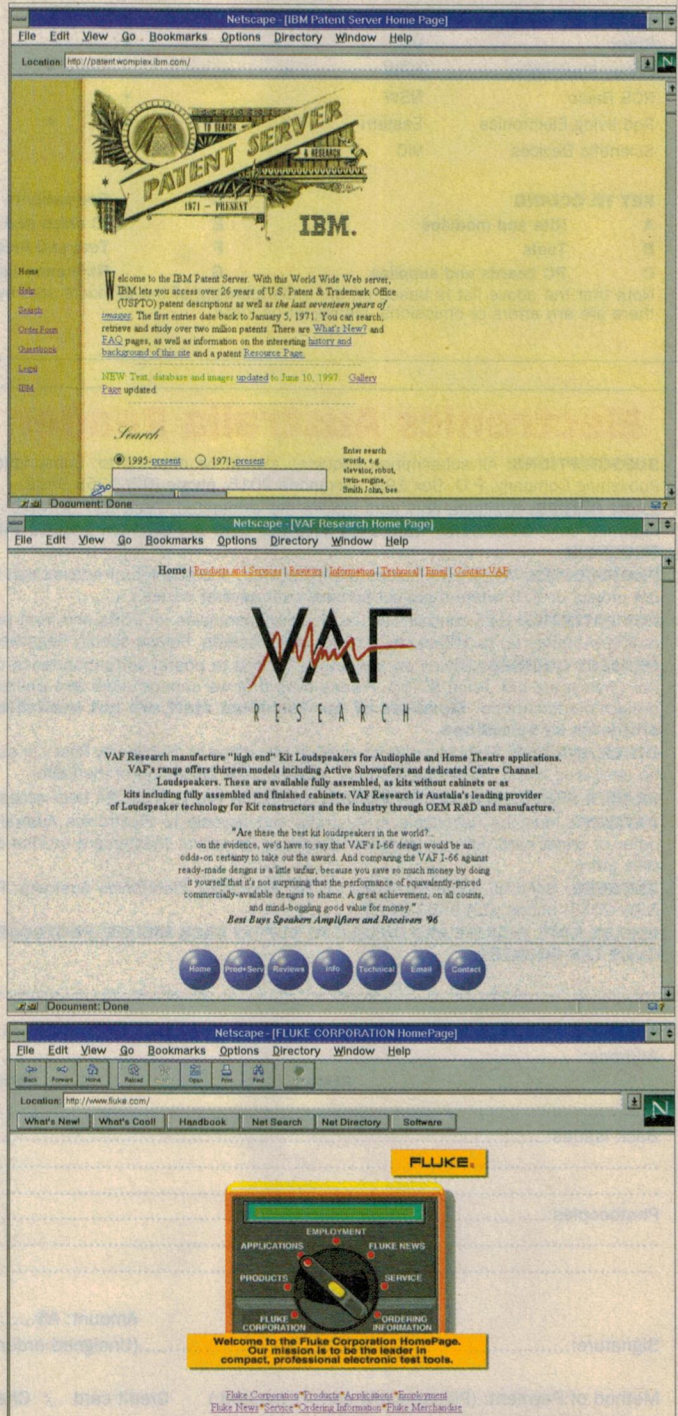 Netscape - [IBM Patent Server Home Page]
File Edit View Go Bookmarks Options Directory Window Help
Location: http://patent.womplex.ibm.com/
N
TO SEARCH
& RESEARCH
PATENT SERVER
1971 - PRESENT
IBM.
Home
Help
Search
Order Form
Guestbook
Legal
IBM
Welcome to the IBM Patent Server. With this World Wide Web server,
IBM lets you access over 26 years of U.S. Patent & Trademark Office
(USPTO) patent descriptions as well as the last seventeen years of
images. The first entries date back to January 5, 1971. You can search,
retrieve and study over two million patents. There are What's New? and
FAQ pages, as well as information on the interesting history and
background of this site and a patent Resource Page.
NEW: Text, database and images updated to June 10, 1997. Gallery
Page updated.
Search
1995-present 1971-present
Enter search
words, e.g.
elevator, robot,
twin-engine,
Smith John, bee
Document: Done
Netscape - [VAF Research Home Page]
File Edit View Go Bookmarks Options Directory Window Help
Home | Products and Services | Reviews | Information | Technical | Email | Contact VAF
VAF
RESEARCH
VAF Research manufacture "high end" Kit Loudspeakers for Audiophile and Home Theatre applications.
VAF's range offers thirteen models including Active Subwoofers and dedicated Centre Channel
Loudspeakers. These are available fully assembled, as kits without cabinets or as
kits including fully assembled and finished cabinets. VAF Research is Austalia's leading provider
of Loudspeaker technology for Kit constructors and the industry through OEM R&D and manufacture.
"Are these the best kit loudspeakers in the world?..
on the evidence, we'd have to say that VAF's I-66 design would be an
odds-on certainty to take out the award. And comparing the VAF I-66 against
ready-made designs is a little unfair, because you save so much money by doing
it yourself that it's not surprising that the performance of equivalently-priced
commercially-available designs to shame. A great achievement, on all counts,
and mind-boggling good value for money."
Best Buys Speakers Amplifiers and Receivers '96
Home Prod+Serv Reviews Info Technical Email Contact
Document: Done
Netscape - [FLUKE CORPORATION HomePage]
File Edit View Go Bookmarks Options Directory Window Help
Back Forward Home Reload Open Print Find
Location: http://www.fluke.com/
N
What's New! What's Cool! Handbook Net Search Net Directory Software
FLUKE
EMPLOYMENT
APPLICATIONS FLUKE NEWS
PRODUCTS SERVICE
FLUKE CORPORATION
ORDERING INFORMATION
Welcome to the Fluke Corporation HomePage.
Our mission is to be the leader in
compact, professional electronic test tools.
Fluke Corporation*Products*Applications*Employment
Fluke News*Service*Ordering Information*Fluke Merchandise